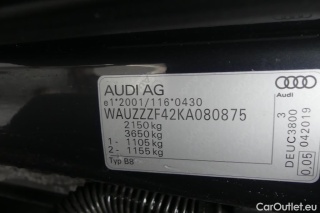 AUDI AG
e1*2001/116*0430
WAUZZZF42KA080875
2150 kg
3650 kg
1- 1105 kg
2- 1155 kg
Typ B8
3
DEUC3800
0,05 042019
CarOutlet.eu